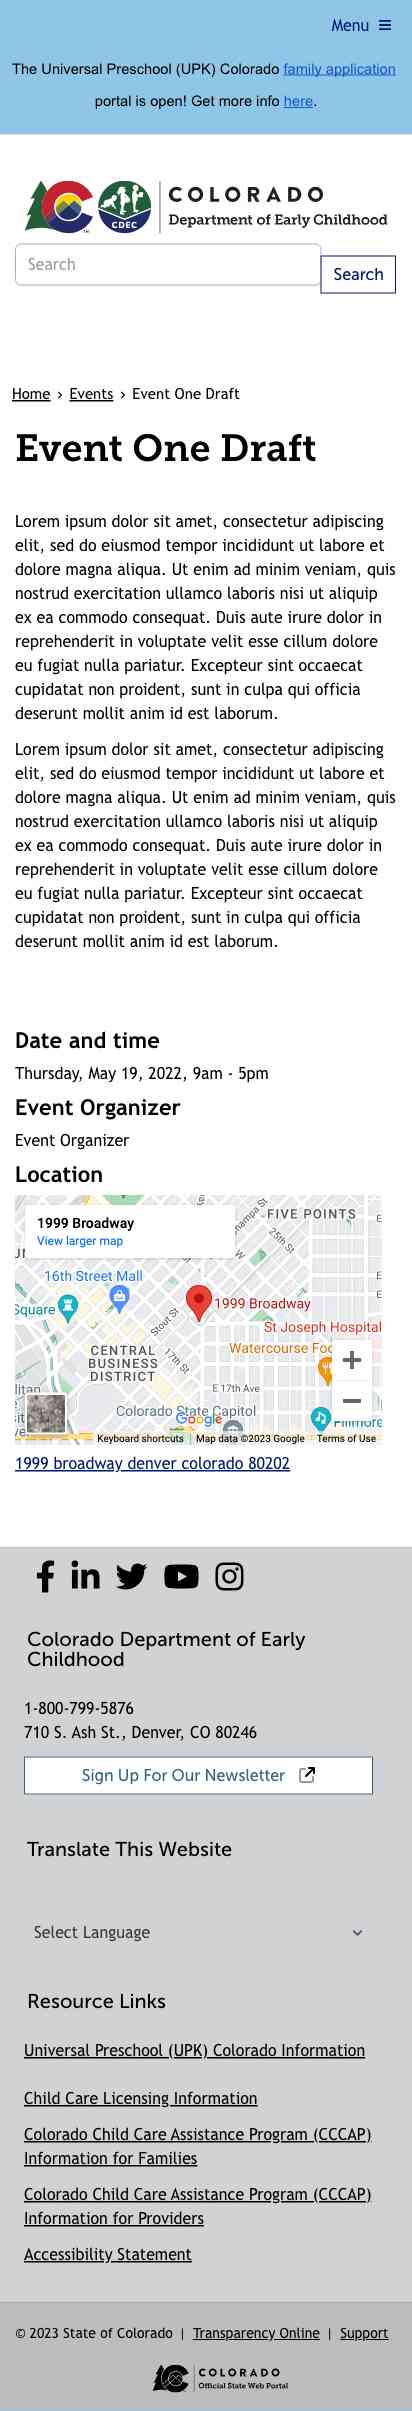 Menu
The Universal Preschool (UPK) Colorado family application
portal is open! Get more info here.
CDEC
COLORADO
Department of Early Childhood
Search
Search
Home › Events › Event One Draft
Event One Draft
Lorem ipsum dolor sit amet, consectetur adipiscing
elit, sed do eiusmod tempor incididunt ut labore et
dolore magna aliqua. Ut enim ad minim veniam, quis
nostrud exercitation ullamco laboris nisi ut aliquip
ex ea commodo consequat. Duis aute irure dolor in
reprehenderit in voluptate velit esse cillum dolore
eu fugiat nulla pariatur. Excepteur sint occaecat
cupidatat non proident, sunt in culpa qui officia
deserunt mollit anim id est laborum.
Lorem ipsum dolor sit amet, consectetur adipiscing
elit, sed do eiusmod tempor incididunt ut labore et
dolore magna aliqua. Ut enim ad minim veniam, quis
nostrud exercitation ullamco laboris nisi ut aliquip
ex ea commodo consequat. Duis aute irure dolor in
reprehenderit in voluptate velit esse cillum dolore
eu fugiat nulla pariatur. Excepteur sint occaecat
cupidatat non proident, sunt in culpa qui officia
deserunt mollit anim id est laborum.
Date and time
Thursday, May 19, 2022, 9am - 5pm
Event Organizer
Event Organizer
Location
1999 Broadway
View larger map
FIVE POINTS
25th St
16th Street Mall
Square
Stout St
1999 Broadway
St Joseph Hospital
CENTRAL
BUSINESS
DISTRICT
17th St
Watercourse Foo
E 17th Ave
Colorado State Capitol
Google
Fillmore
Keyboard shortcuts
Map data ©2023 Google
Terms of Use
1999 broadway denver colorado 80202
Colorado Department of Early
Childhood
1-800-799-5876
710 S. Ash St., Denver, CO 80246
Sign Up For Our Newsletter
Translate This Website
Select Language
Resource Links
Universal Preschool (UPK) Colorado Information
Child Care Licensing Information
Colorado Child Care Assistance Program (CCCAP)
Information for Families
Colorado Child Care Assistance Program (CCCAP)
Information for Providers
Accessibility Statement
© 2023 State of Colorado | Transparency Online | Support
COLORADO
Official State Web Portal